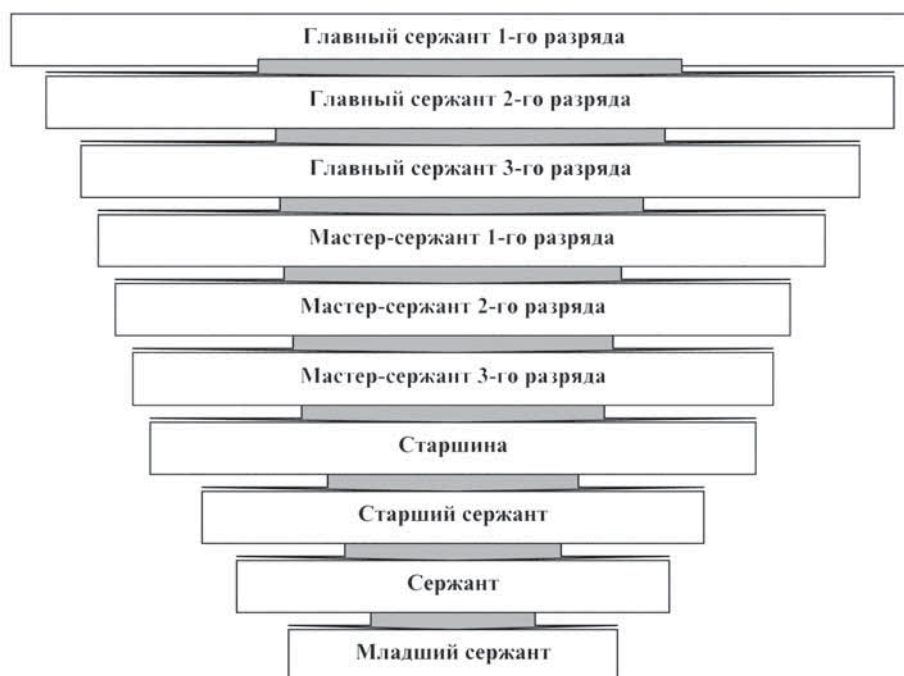 Главный сержант 1-го разряда
Главный сержант 2-го разряда
Главный сержант 3-го разряда
Мастер-сержант 1-го разряда
Мастер-сержант 2-го разряда
Мастер-сержант 3-го разряда
Старшина
Старший сержант
Сержант
Младший сержант